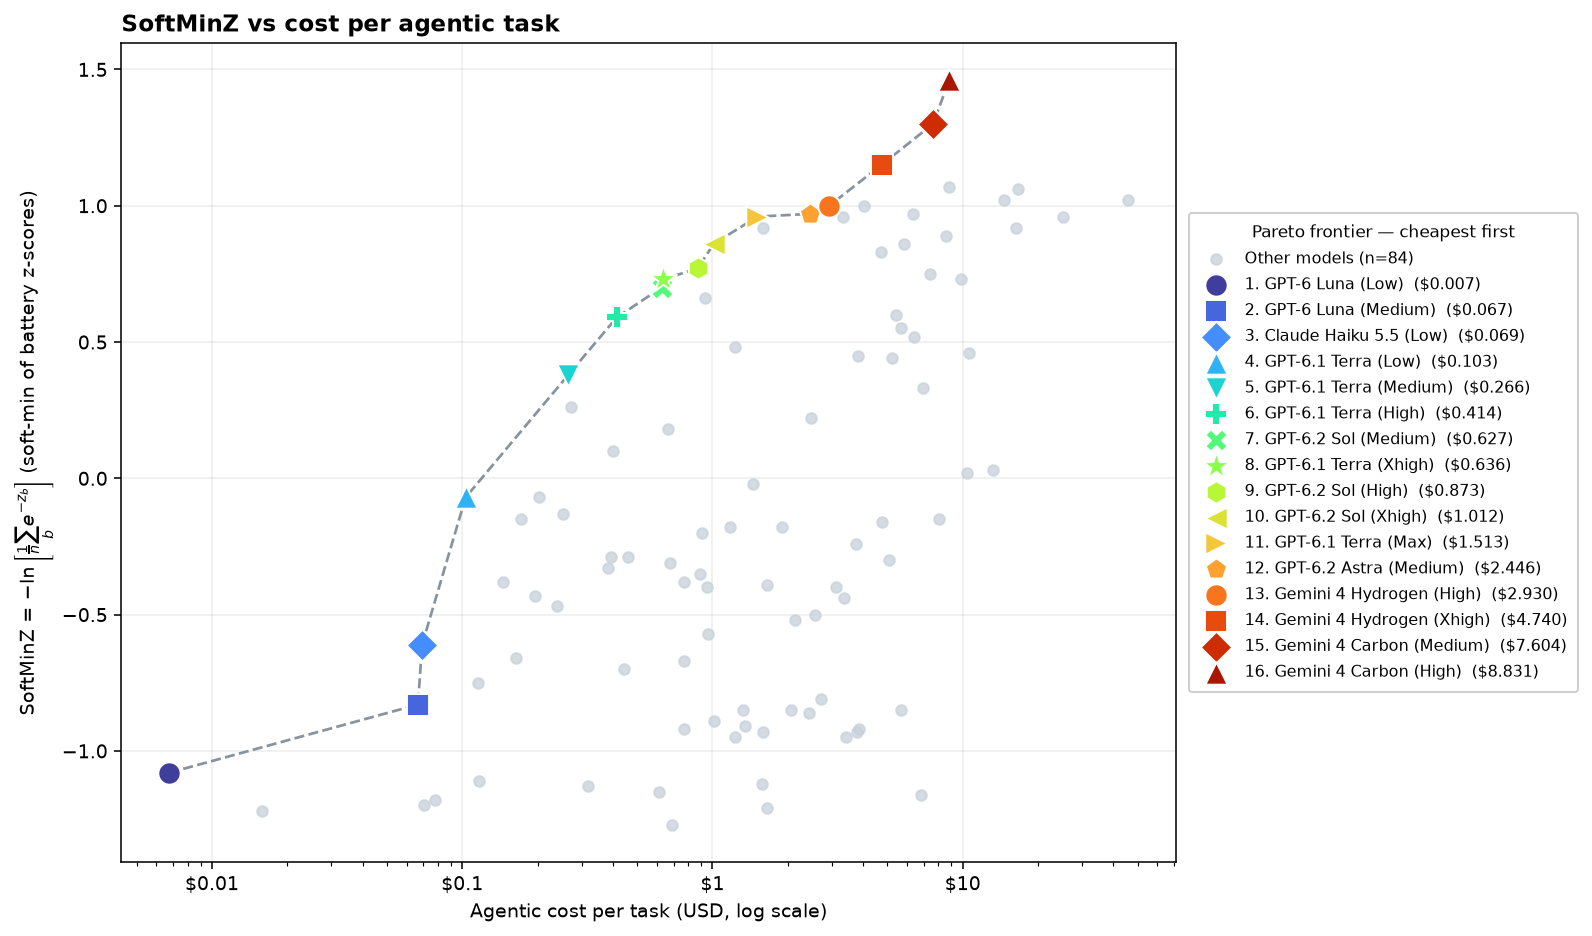 SoftMinZ vs cost per agentic task
SoftMinZ = −ln [1/n ∑_b e^{−z_b}] (soft-min of battery z-scores)
1.5
1.0
0.5
0.0
−0.5
−1.0
$0.01
$0.1
$1
$10
Agentic cost per task (USD, log scale)
Pareto frontier — cheapest first
Other models (n=84)
1. GPT-6 Luna (Low) ($0.007)
2. GPT-6 Luna (Medium) ($0.067)
3. Claude Haiku 5.5 (Low) ($0.069)
4. GPT-6.1 Terra (Low) ($0.103)
5. GPT-6.1 Terra (Medium) ($0.266)
6. GPT-6.1 Terra (High) ($0.414)
7. GPT-6.2 Sol (Medium) ($0.627)
8. GPT-6.1 Terra (Xhigh) ($0.636)
9. GPT-6.2 Sol (High) ($0.873)
10. GPT-6.2 Sol (Xhigh) ($1.012)
11. GPT-6.1 Terra (Max) ($1.513)
12. GPT-6.2 Astra (Medium) ($2.446)
13. Gemini 4 Hydrogen (High) ($2.930)
14. Gemini 4 Hydrogen (Xhigh) ($4.740)
15. Gemini 4 Carbon (Medium) ($7.604)
16. Gemini 4 Carbon (High) ($8.831)